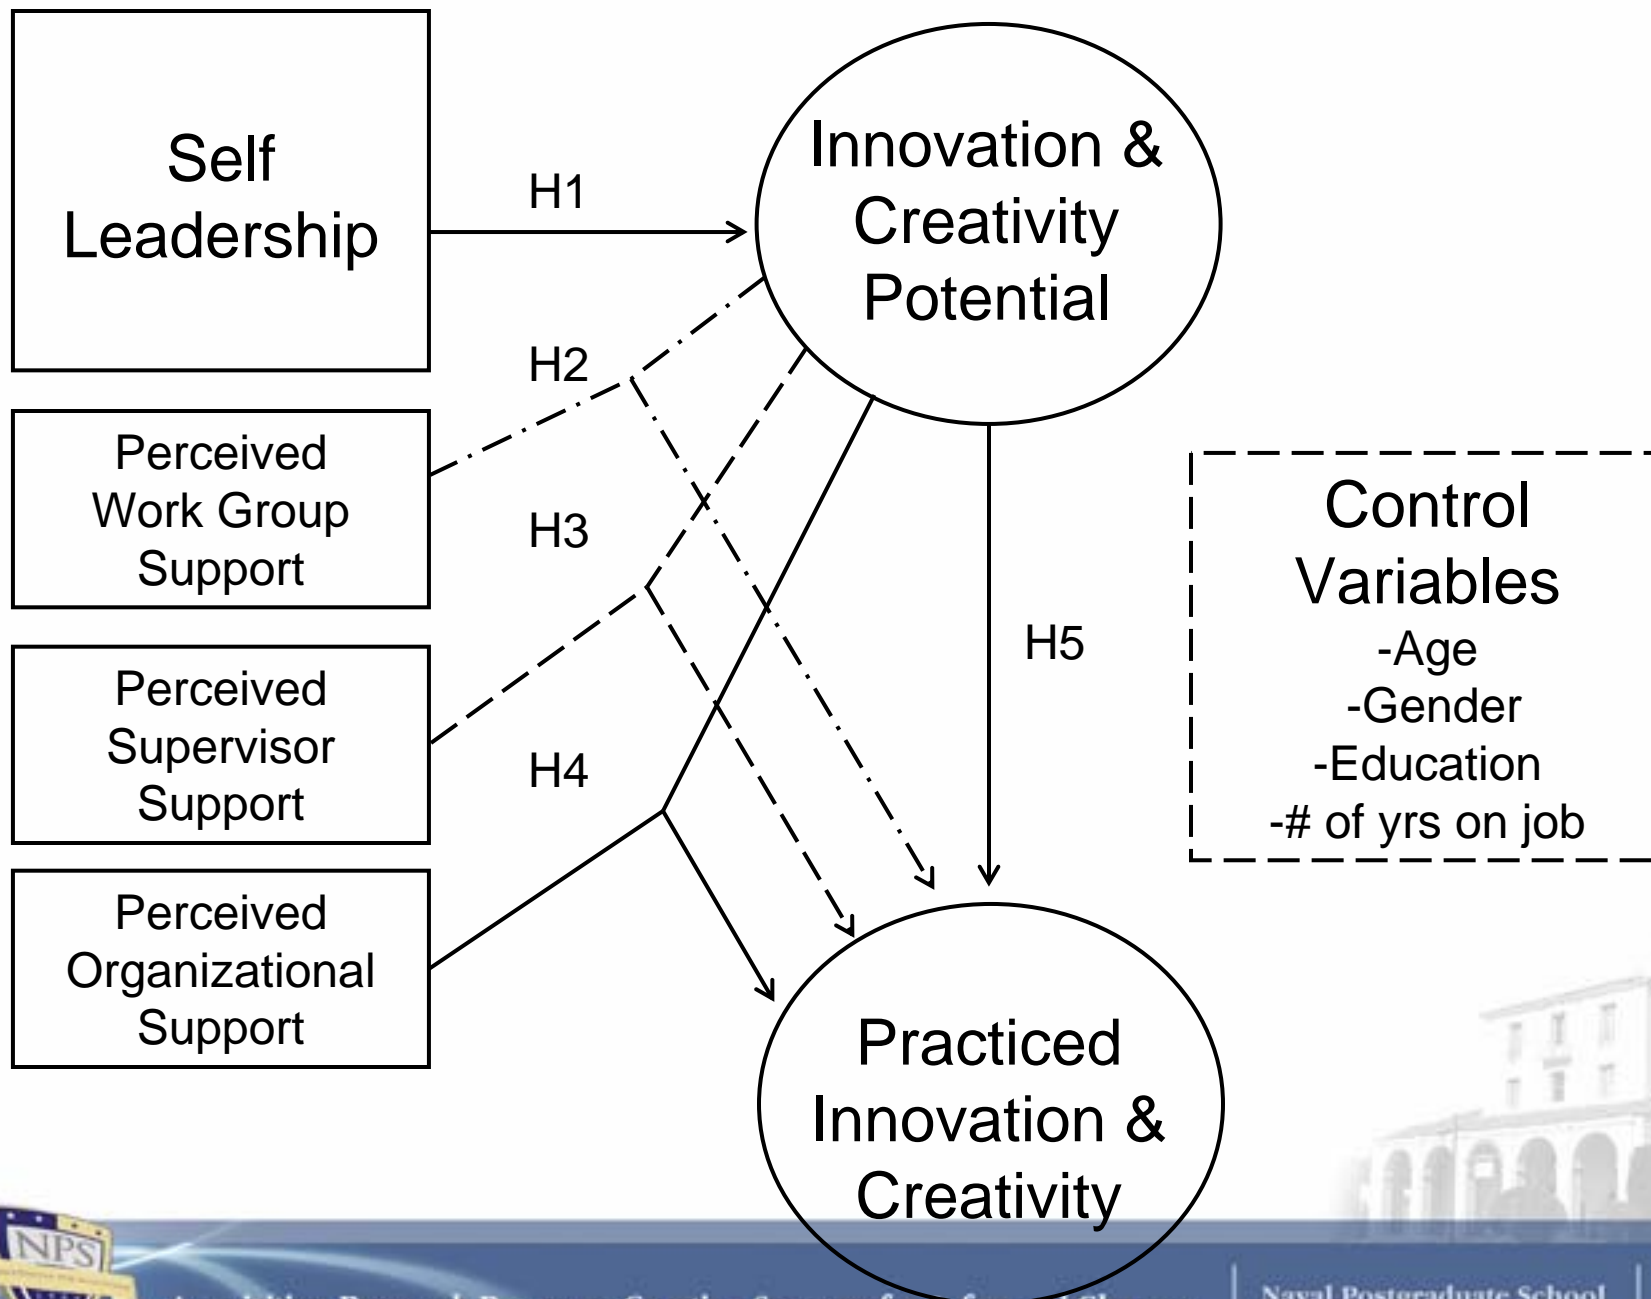 Self
Leadership
H1
Innovation &
Creativity
Potential
H2
Perceived
Work Group
Support
H3
Perceived
Supervisor
Support
H4
H5
Control
Variables
-Age
-Gender
-Education
-# of yrs on job
Perceived
Organizational
Support
Practiced
Innovation &
Creativity
NPS
Naval Postgraduate School